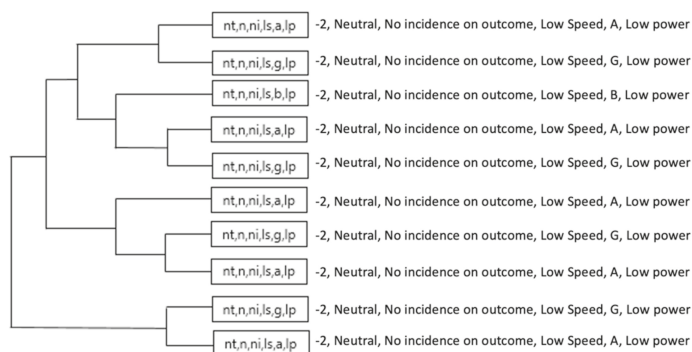 nt,n,ni,ls,a,lp -2, Neutral, No incidence on outcome, Low Speed, A, Low power
nt,n,ni,ls,g,lp -2, Neutral, No incidence on outcome, Low Speed, G, Low power
nt,n,ni,ls,b,lp -2, Neutral, No incidence on outcome, Low Speed, B, Low power
nt,n,ni,ls,a,lp -2, Neutral, No incidence on outcome, Low Speed, A, Low power
nt,n,ni,ls,g,lp -2, Neutral, No incidence on outcome, Low Speed, G, Low power
nt,n,ni,ls,a,lp -2, Neutral, No incidence on outcome, Low Speed, A, Low power
nt,n,ni,ls,g,lp -2, Neutral, No incidence on outcome, Low Speed, G, Low power
nt,n,ni,ls,a,lp -2, Neutral, No incidence on outcome, Low Speed, A, Low power
nt,n,ni,ls,g,lp -2, Neutral, No incidence on outcome, Low Speed, G, Low power
nt,n,ni,ls,a,lp -2, Neutral, No incidence on outcome, Low Speed, A, Low power